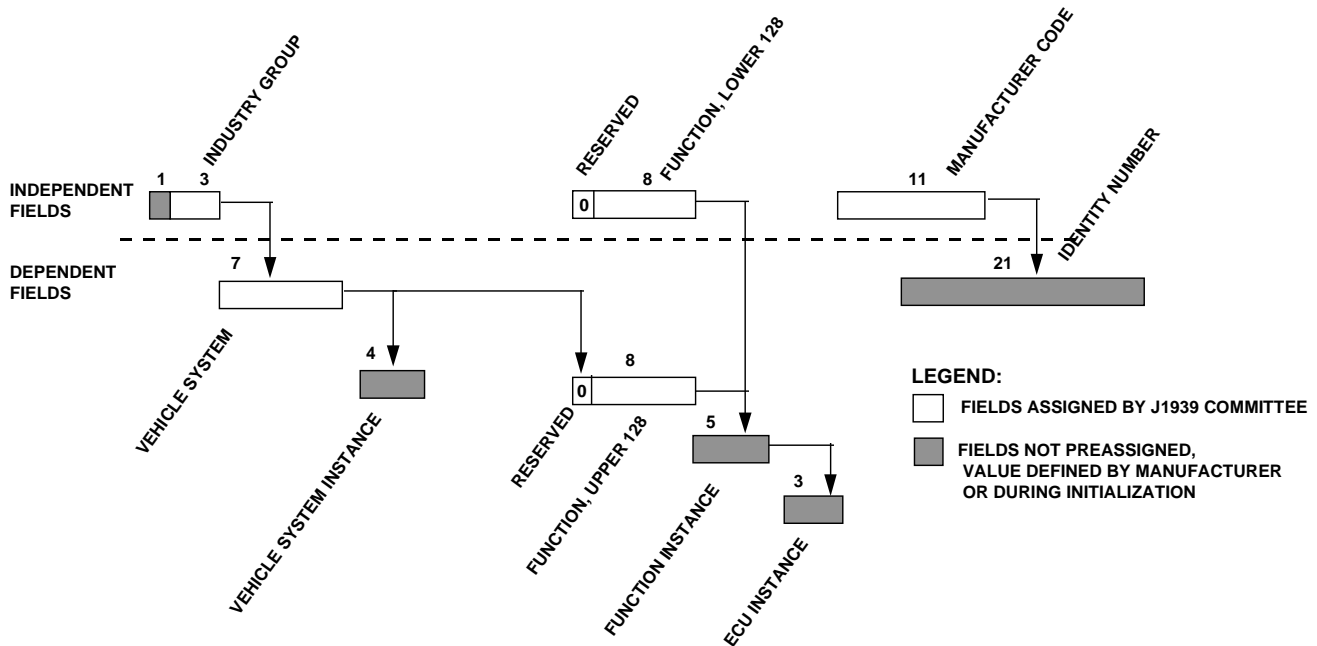 INDUSTRY GROUP
RESERVED
FUNCTION, LOWER 128
MANUFACTURER CODE
IDENTITY NUMBER
INDEPENDENT
FIELDS
1
3
0
8
11
DEPENDENT
FIELDS
7
21
VEHICLE SYSTEM
4
VEHICLE SYSTEM INSTANCE
0
8
RESERVED
FUNCTION, UPPER 128
5
FUNCTION INSTANCE
3
ECU INSTANCE
LEGEND:
FIELDS ASSIGNED BY J1939 COMMITTEE
FIELDS NOT PREASSIGNED,
VALUE DEFINED BY MANUFACTURER
OR DURING INITIALIZATION